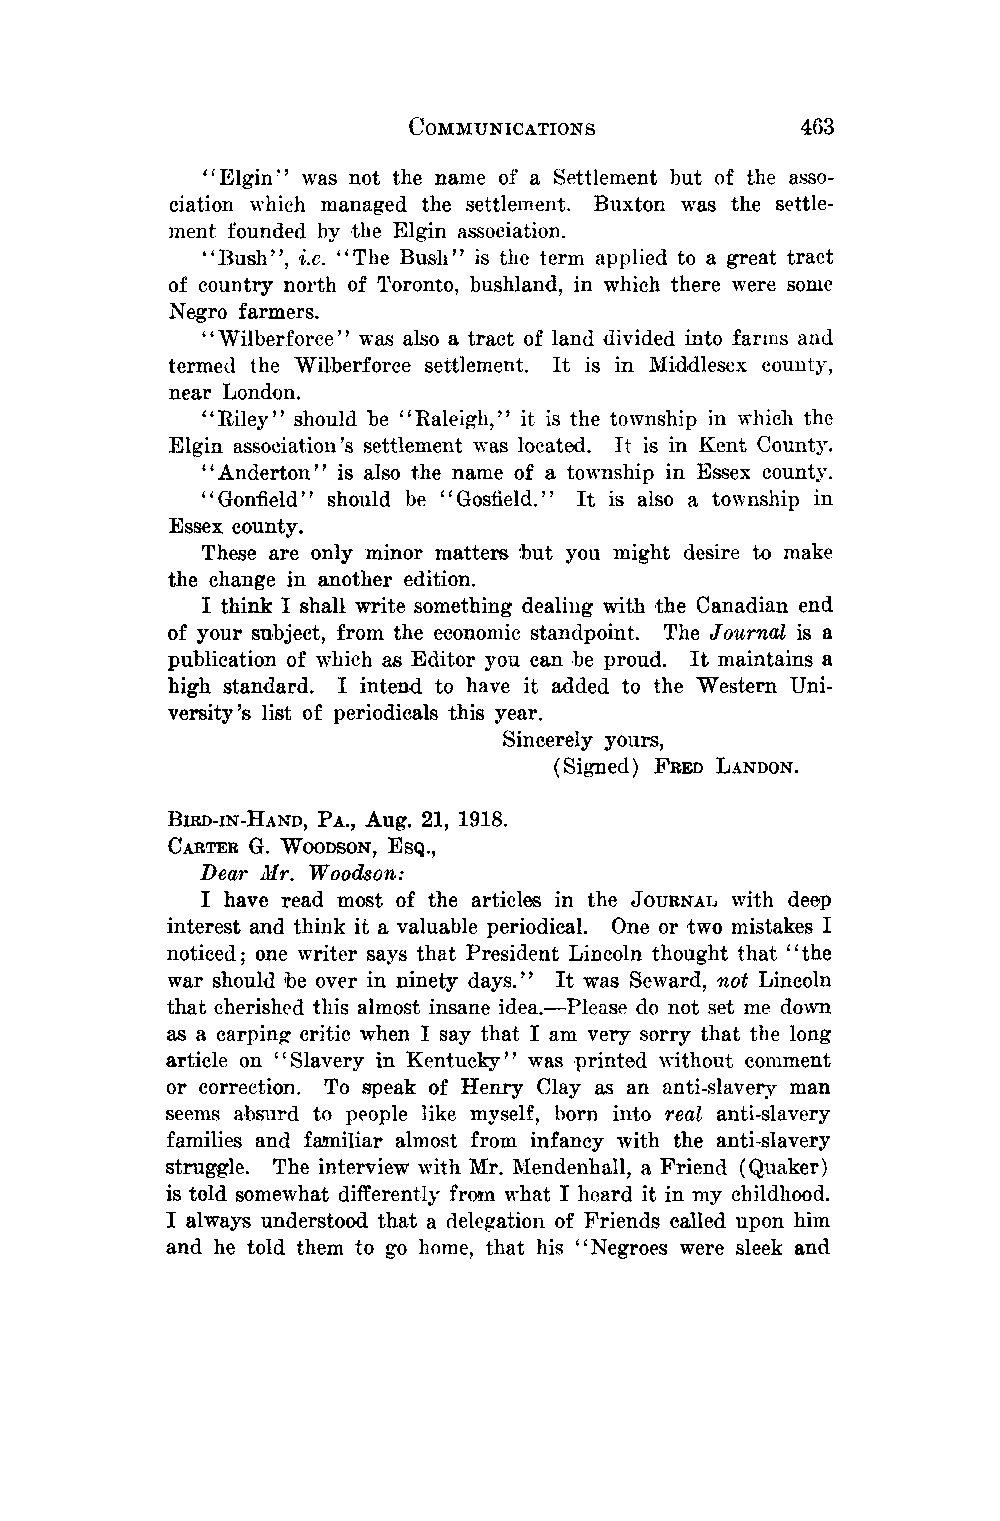 COMMUNICATIONS 463
"Elgin" was not the name of a Settlement but of the asso-
ciation which managed the settlement. Buxton was the settle-
ment founded by the Elgin association.
"Bush", i.e. "The Bush" is the term applied to a great tract
of country north of Toronto, bushland, in which there were some
Negro farmers.
"Wilberforce" was also a tract of land divided into farms and
termed the Wilberforce settlement. It is in Middlesex county,
near London.
"Riley" should be "Raleigh," it is the township in which the
Elgin association's settlement was located. It is in Kent County.
"Anderton" is also the name of a township in Essex county.
"Gonfield" should be "Gosfield." It is also a township in
Essex county.
These are only minor matters but you might desire to make
the change in another edition.
I think I shall write something dealing with the Canadian end
of your subject, from the economic standpoint. The Journal is a
publication of which as Editor you can be proud. It maintains a
high standard. I intend to have it added to the Western Uni-
versity's list of periodicals this year.
Sincerely yours,
(Signed) FRED LANDON.
BIRD-IN-HAND, PA., Aug. 21, 1918.
CARTER G. WOODSON, ESQ.,
Dear Mr. Woodson:
I have read most of the articles in the JOURNAL with deep
interest and think it a valuable periodical. One or two mistakes I
noticed; one writer says that President Lincoln thought that "the
war should be over in ninety days." It was Seward, not Lincoln
that cherished this almost insane idea.—Please do not set me down
as a carping critic when I say that I am very sorry that the long
article on "Slavery in Kentucky" was printed without comment
or correction. To speak of Henry Clay as an anti-slavery man
seems absurd to people like myself, born into real anti-slavery
families and familiar almost from infancy with the anti-slavery
struggle. The interview with Mr. Mendenhall, a Friend (Quaker)
is told somewhat differently from what I heard it in my childhood.
I always understood that a delegation of Friends called upon him
and he told them to go home, that his "Negroes were sleek and